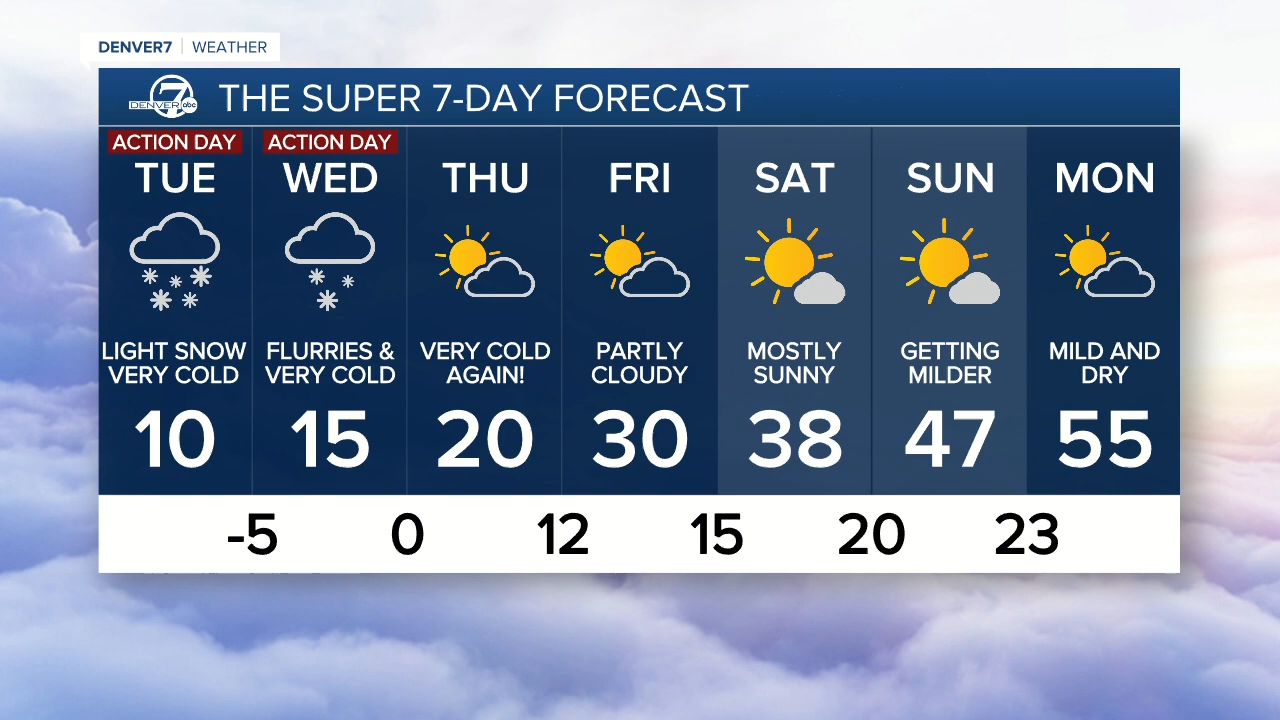 DENVER7 | WEATHER
7
DENVER abc
THE SUPER 7-DAY FORECAST
ACTION DAY
TUE
LIGHT SNOW
VERY COLD
10
ACTION DAY
WED
FLURRIES &
VERY COLD
15
THU
VERY COLD
AGAIN!
20
FRI
PARTLY
CLOUDY
30
SAT
MOSTLY
SUNNY
38
SUN
GETTING
MILDER
47
MON
MILD AND
DRY
55
-5 0 12 15 20 23